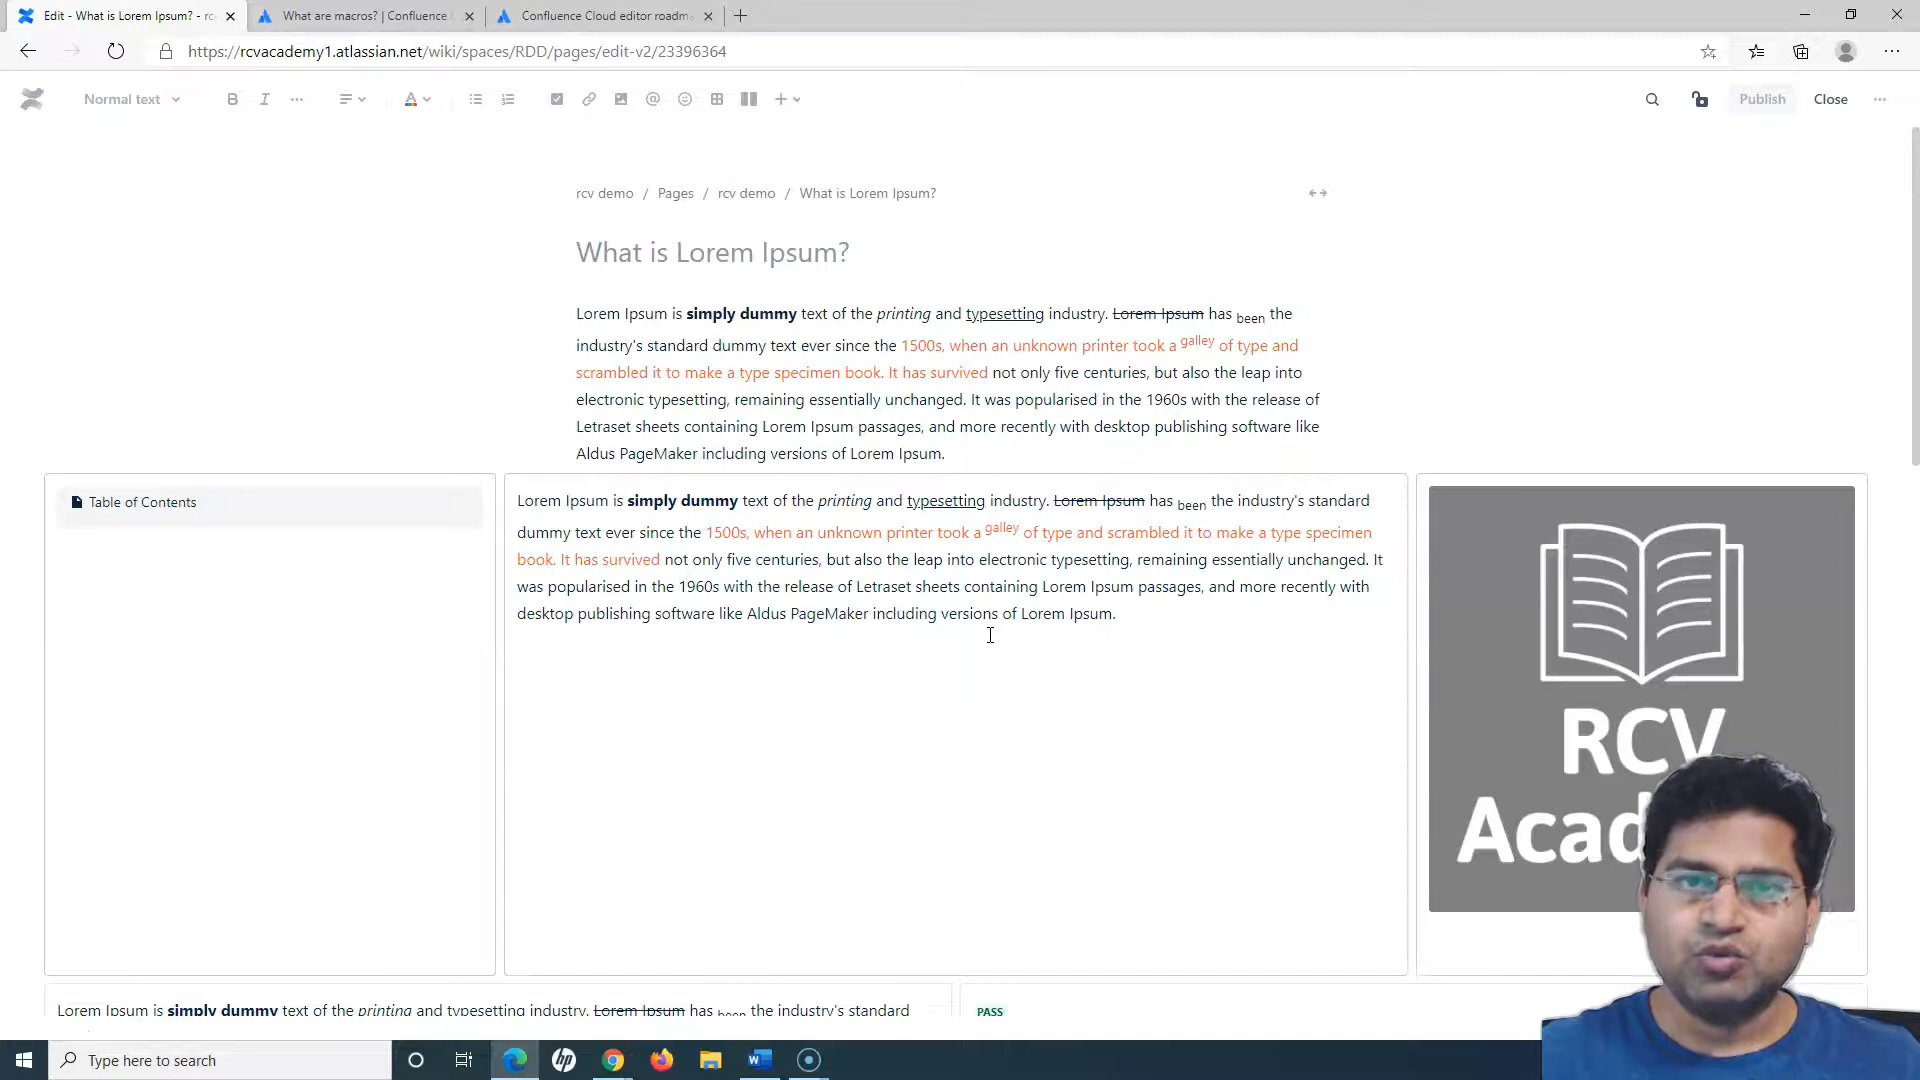 Edit - What is Lorem Ipsum? - rc
What are macros? | Confluence
Confluence Cloud editor roadm
https://rcvacademy1.atlassian.net/wiki/spaces/RDD/pages/edit-v2/23396364
Normal text
Publish
Close
rcv demo / Pages / rcv demo / What is Lorem Ipsum?
What is Lorem Ipsum?
Lorem Ipsum is simply dummy text of the printing and typesetting industry. Lorem Ipsum has been the
industry's standard dummy text ever since the 1500s, when an unknown printer took a galley of type and
scrambled it to make a type specimen book. It has survived not only five centuries, but also the leap into
electronic typesetting, remaining essentially unchanged. It was popularised in the 1960s with the release of
Letraset sheets containing Lorem Ipsum passages, and more recently with desktop publishing software like
Aldus PageMaker including versions of Lorem Ipsum.
Table of Contents
Lorem Ipsum is simply dummy text of the printing and typesetting industry. Lorem Ipsum has been the industry's standard
dummy text ever since the 1500s, when an unknown printer took a galley of type and scrambled it to make a type specimen
book. It has survived not only five centuries, but also the leap into electronic typesetting, remaining essentially unchanged. It
was popularised in the 1960s with the release of Letraset sheets containing Lorem Ipsum passages, and more recently with
desktop publishing software like Aldus PageMaker including versions of Lorem Ipsum.
RCV
Acad
Lorem Ipsum is simply dummy text of the printing and typesetting industry. Lorem Ipsum has been the industry's standard
PASS
Type here to search
hp
W